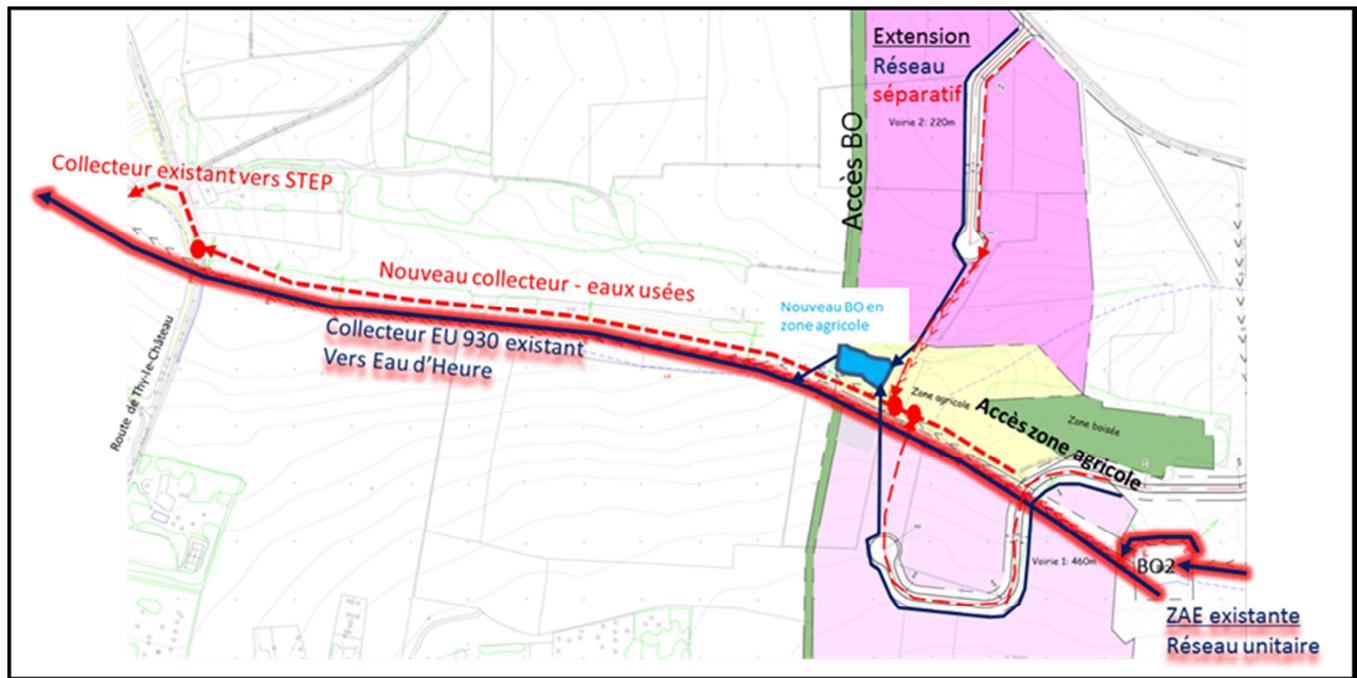 Extension
Réseau
séparatif
Voirie 2: 220m
Accès BO
Collecteur existant vers STEP
Nouveau collecteur - eaux usées
Nouveau BO en
zone agricole
Collecteur EU 930 existant
Vers Eau d'Heure
Route de Thy-le-Château
Zone agricole
Accès zone agricole
Zone boisée
Voirie 1: 460m
BO2
ZAE existante
Réseau unitaire